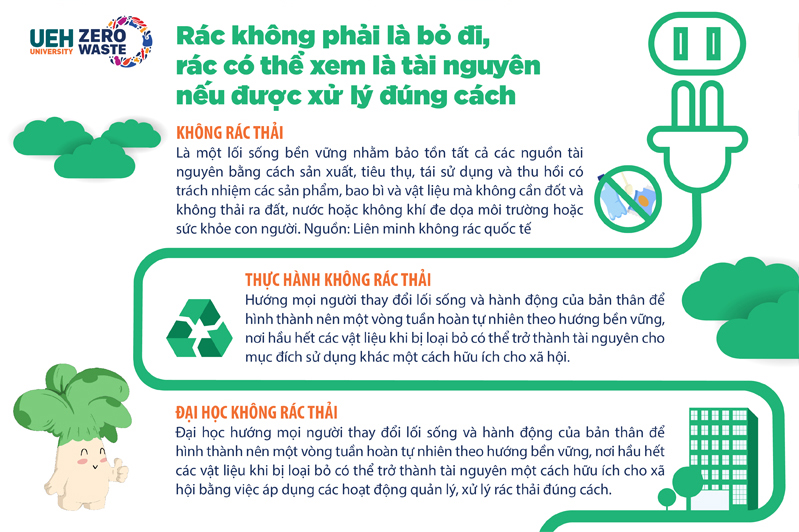 UEH ZERO
UNIVERSITY WASTE
Rác không phải là bỏ đi,
rác có thể xem là tài nguyên
nếu được xử lý đúng cách
KHÔNG RÁC THẢI
Là một lối sống bền vững nhằm bảo tồn tất cả các nguồn tài
nguyên bằng cách sản xuất, tiêu thụ, tái sử dụng và thu hồi có
trách nhiệm các sản phẩm, bao bì và vật liệu mà không cần đốt và
không thải ra đất, nước hoặc không khí đe dọa môi trường hoặc
sức khỏe con người. Nguồn: Liên minh không rác quốc tế
THỰC HÀNH KHÔNG RÁC THẢI
Hướng mọi người thay đổi lối sống và hành động của bản thân để
hình thành nên một vòng tuần hoàn tự nhiên theo hướng bền vững,
nơi hầu hết các vật liệu khi bị loại bỏ có thể trở thành tài nguyên cho
mục đích sử dụng khác một cách hữu ích cho xã hội.
ĐẠI HỌC KHÔNG RÁC THẢI
Đại học hướng mọi người thay đổi lối sống và hành động của bản thân để
hình thành nên một vòng tuần hoàn tự nhiên theo hướng bền vững, nơi hầu hết
các vật liệu khi bị loại bỏ có thể trở thành tài nguyên một cách hữu ích cho xã
hội bằng việc áp dụng các hoạt động quản lý, xử lý rác thải đúng cách.